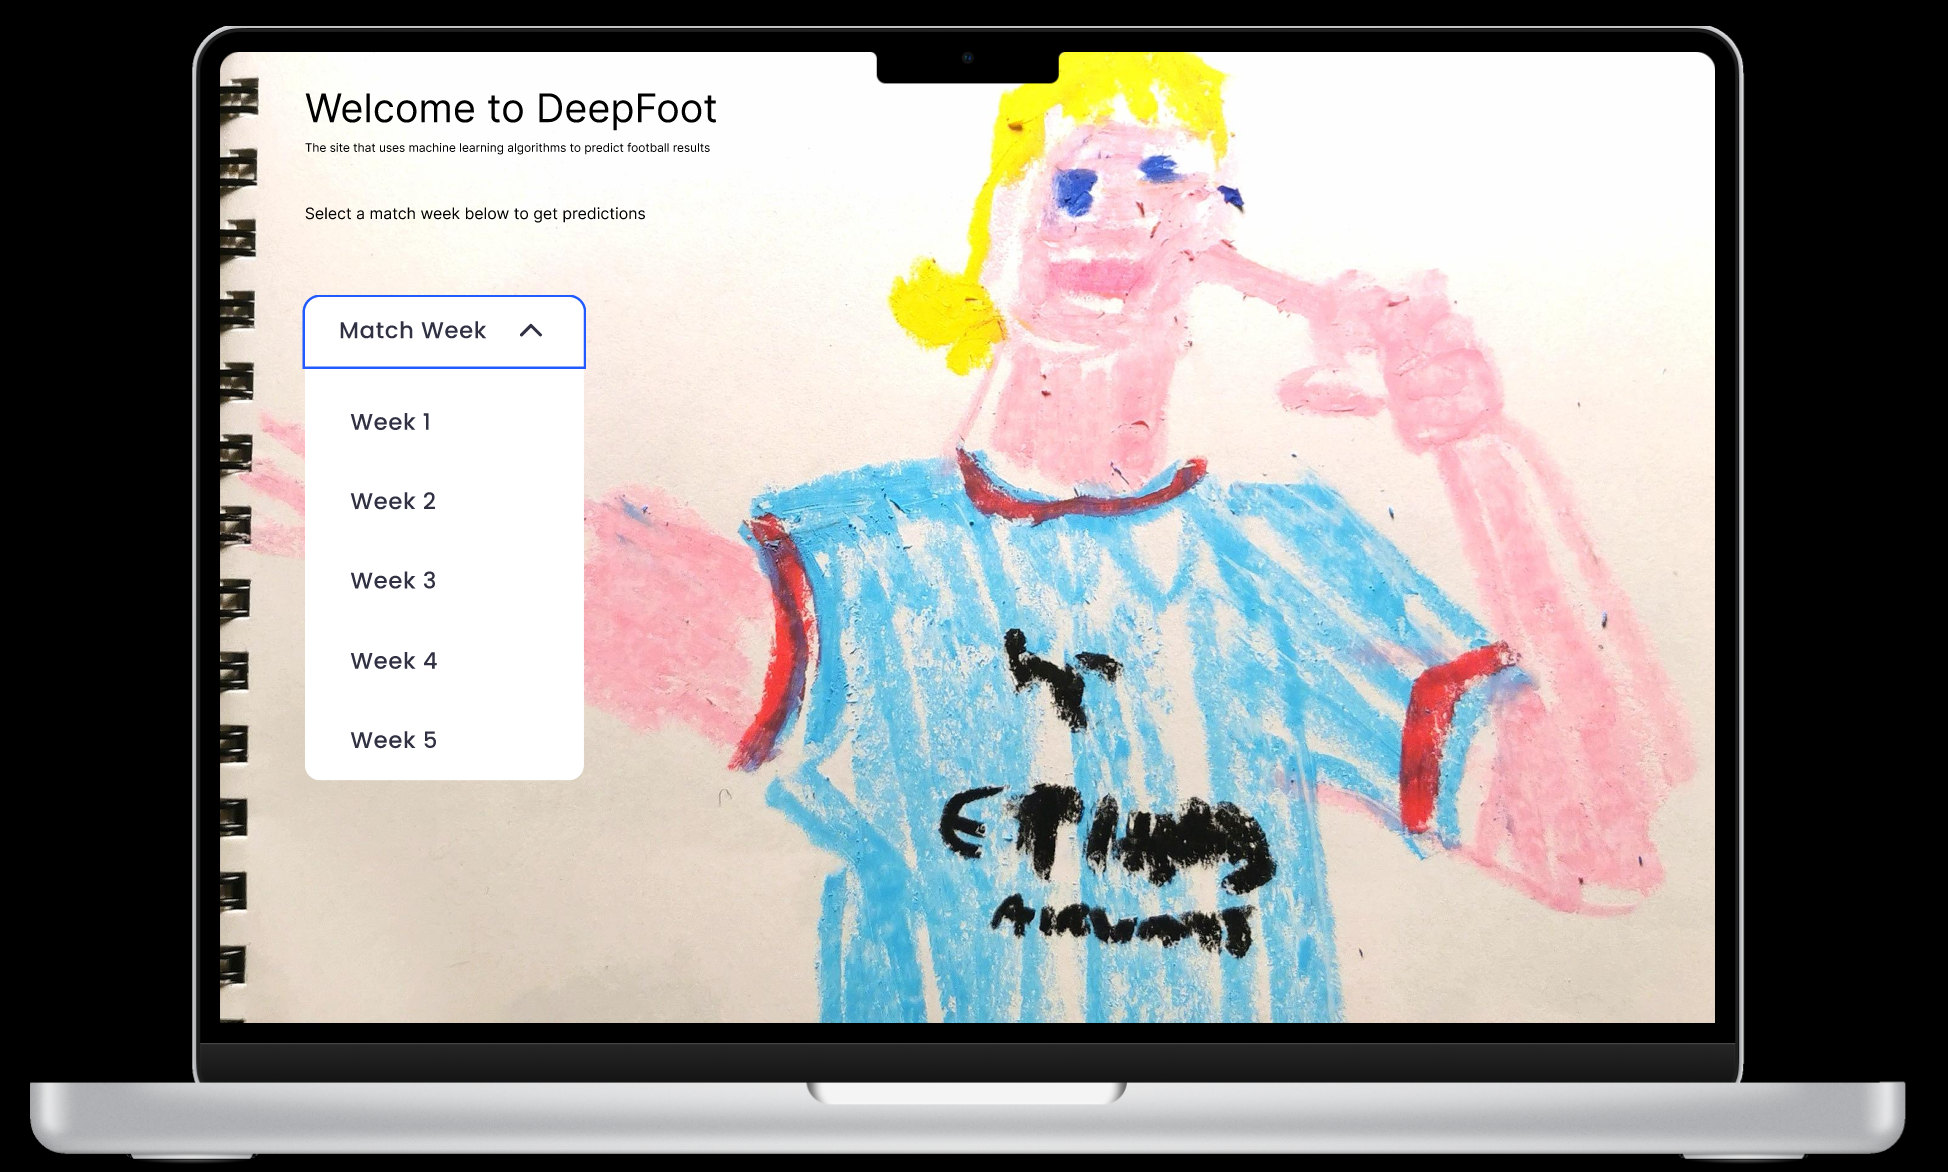 Welcome to DeepFoot
The site that uses machine learning algorithms to predict football results
Select a match week below to get predictions
Match Week
Week 1
Week 2
Week 3
Week 4
Week 5